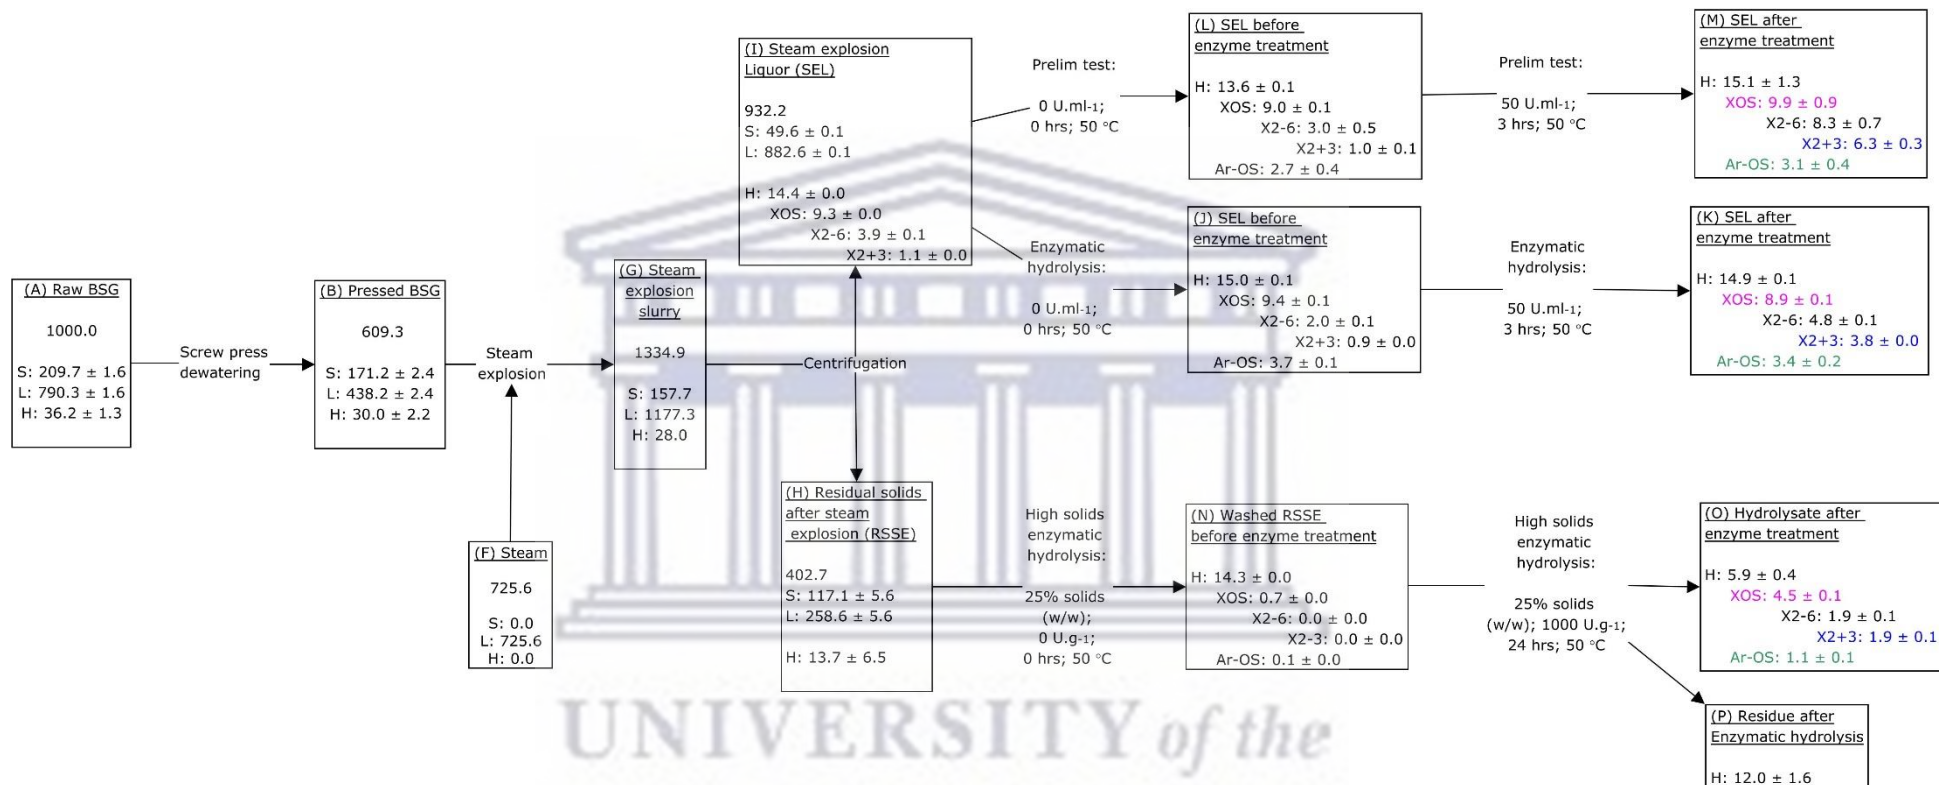 (A) Raw BSG
1000.0
S: 209.7 ± 1.6
L: 790.3 ± 1.6
H: 36.2 ± 1.3
Screw press
dewatering
(B) Pressed BSG
609.3
S: 171.2 ± 2.4
L: 438.2 ± 2.4
H: 30.0 ± 2.2
Steam
explosion
(F) Steam
725.6
S: 0.0
L: 725.6
H: 0.0
(G) Steam
explosion
slurry
1334.9
S: 157.7
L: 1177.3
H: 28.0
Centrifugation
(I) Steam explosion
Liquor (SEL)
932.2
S: 49.6 ± 0.1
L: 882.6 ± 0.1
H: 14.4 ± 0.0
XOS: 9.3 ± 0.0
X2-6: 3.9 ± 0.1
X2+3: 1.1 ± 0.0
(H) Residual solids
after steam
explosion (RSSE)
402.7
S: 117.1 ± 5.6
L: 258.6 ± 5.6
H: 13.7 ± 6.5
Prelim test:
0 U.ml-1;
0 hrs; 50 °C
(L) SEL before
enzyme treatment
H: 13.6 ± 0.1
XOS: 9.0 ± 0.1
X2-6: 3.0 ± 0.5
X2+3: 1.0 ± 0.1
Ar-OS: 2.7 ± 0.4
Prelim test:
50 U.ml-1;
3 hrs; 50 °C
(M) SEL after
enzyme treatment
H: 15.1 ± 1.3
XOS: 9.9 ± 0.9
X2-6: 8.3 ± 0.7
X2+3: 6.3 ± 0.3
Ar-OS: 3.1 ± 0.4
Enzymatic
hydrolysis:
0 U.ml-1;
0 hrs; 50 °C
(J) SEL before
enzyme treatment
H: 15.0 ± 0.1
XOS: 9.4 ± 0.1
X2-6: 2.0 ± 0.1
X2+3: 0.9 ± 0.0
Ar-OS: 3.7 ± 0.1
Enzymatic
hydrolysis:
50 U.ml-1;
3 hrs; 50 °C
(K) SEL after
enzyme treatment
H: 14.9 ± 0.1
XOS: 8.9 ± 0.1
X2-6: 4.8 ± 0.1
X2+3: 3.8 ± 0.0
Ar-OS: 3.4 ± 0.2
High solids
enzymatic
hydrolysis:
25% solids
(w/w);
0 U.g-1;
0 hrs; 50 °C
(N) Washed RSSE
before enzyme treatment
H: 14.3 ± 0.0
XOS: 0.7 ± 0.0
X2-6: 0.0 ± 0.0
X2-3: 0.0 ± 0.0
Ar-OS: 0.1 ± 0.0
High solids
enzymatic
hydrolysis:
25% solids
(w/w); 1000 U.g-1;
24 hrs; 50 °C
(O) Hydrolysate after
enzyme treatment
H: 5.9 ± 0.4
XOS: 4.5 ± 0.1
X2-6: 1.9 ± 0.1
X2+3: 1.9 ± 0.1
Ar-OS: 1.1 ± 0.1
(P) Residue after
Enzymatic hydrolysis
H: 12.0 ± 1.6
UNIVERSITY of the